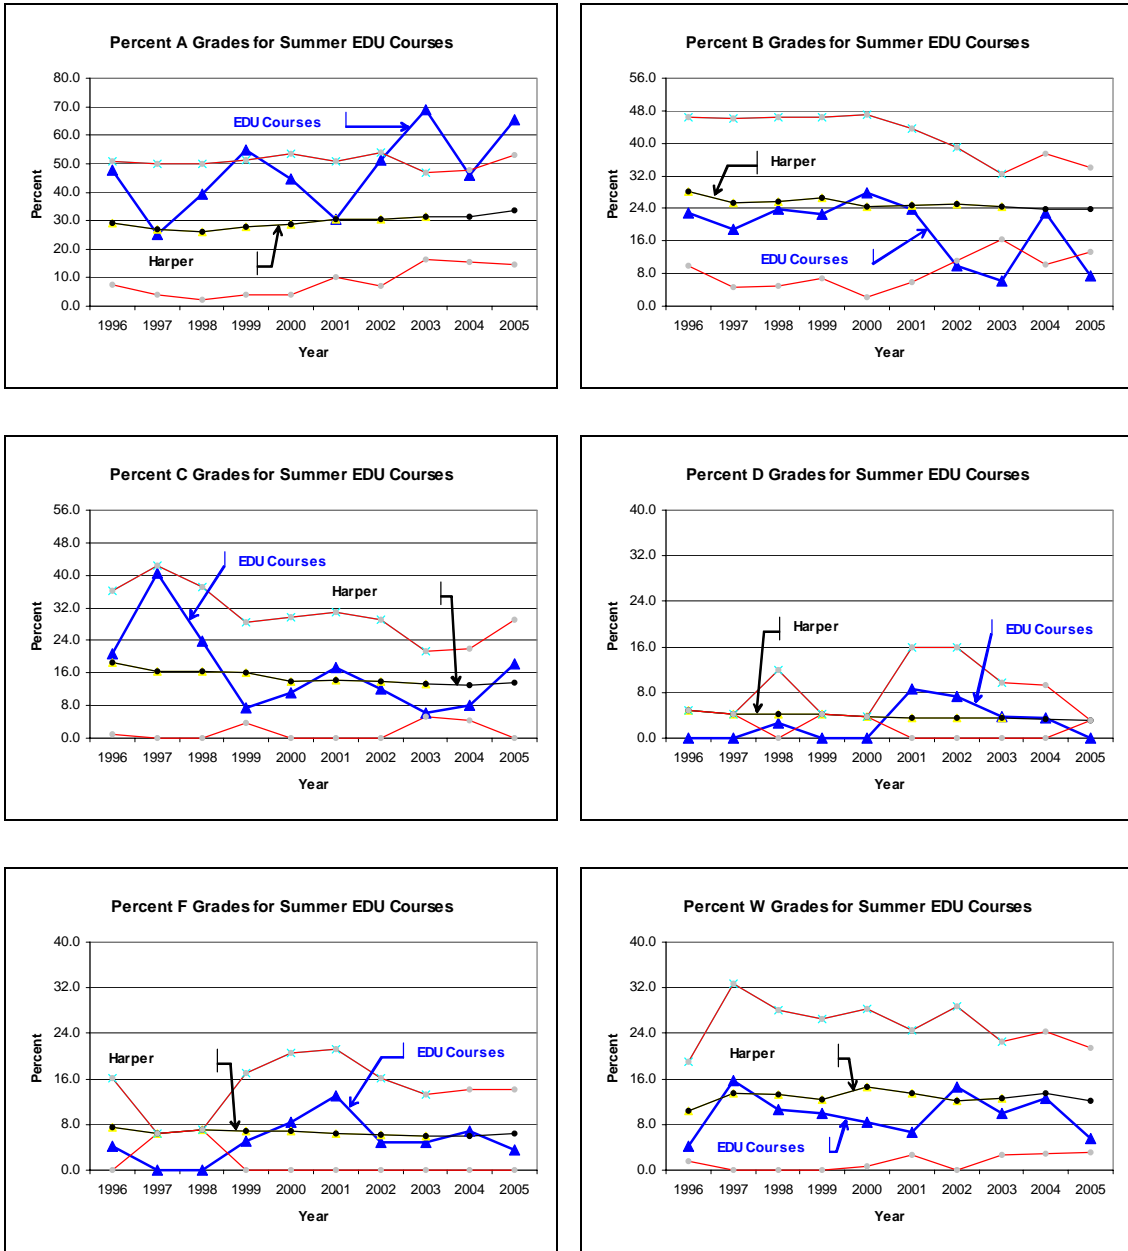 Percent A Grades for Summer EDU Courses
80.0
70.0
60.0
50.0
40.0
30.0
20.0
10.0
0.0
Percent
EDU Courses
Harper
1996 1997 1998 1999 2000 2001 2002 2003 2004 2005
Year
Percent B Grades for Summer EDU Courses
56.0
48.0
40.0
32.0
24.0
16.0
8.0
0.0
Percent
Harper
EDU Courses
1996 1997 1998 1999 2000 2001 2002 2003 2004 2005
Year
Percent C Grades for Summer EDU Courses
56.0
48.0
40.0
32.0
24.0
16.0
8.0
0.0
Percent
EDU Courses
Harper
1996 1997 1998 1999 2000 2001 2002 2003 2004 2005
Year
Percent D Grades for Summer EDU Courses
40.0
32.0
24.0
16.0
8.0
0.0
Percent
Harper
EDU Courses
1996 1997 1998 1999 2000 2001 2002 2003 2004 2005
Year
Percent F Grades for Summer EDU Courses
40.0
32.0
24.0
16.0
8.0
0.0
Percent
Harper
EDU Courses
1996 1997 1998 1999 2000 2001 2002 2003 2004 2005
Year
Percent W Grades for Summer EDU Courses
40.0
32.0
24.0
16.0
8.0
0.0
Percent
Harper
EDU Courses
1996 1997 1998 1999 2000 2001 2002 2003 2004 2005
Year